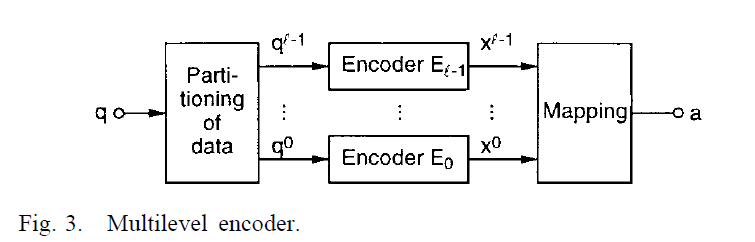 q
Parti-
tioning
of
data
q^{ℓ-1}
⋮
q^0
Encoder E_{ℓ-1}
⋮
Encoder E_0
x^{ℓ-1}
⋮
x^0
Mapping
a
Fig. 3. Multilevel encoder.